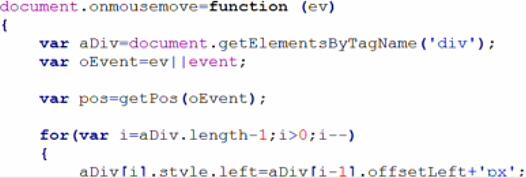 document.onmousemove=function (ev)
{
    var aDiv=document.getElementsByTagName('div');
    var oEvent=ev||event;

    var pos=getPos(oEvent);

    for(var i=aDiv.length-1;i>0;i--)
    {
        aDiv[i].style.left=aDiv[i-1].offsetLeft+'px';